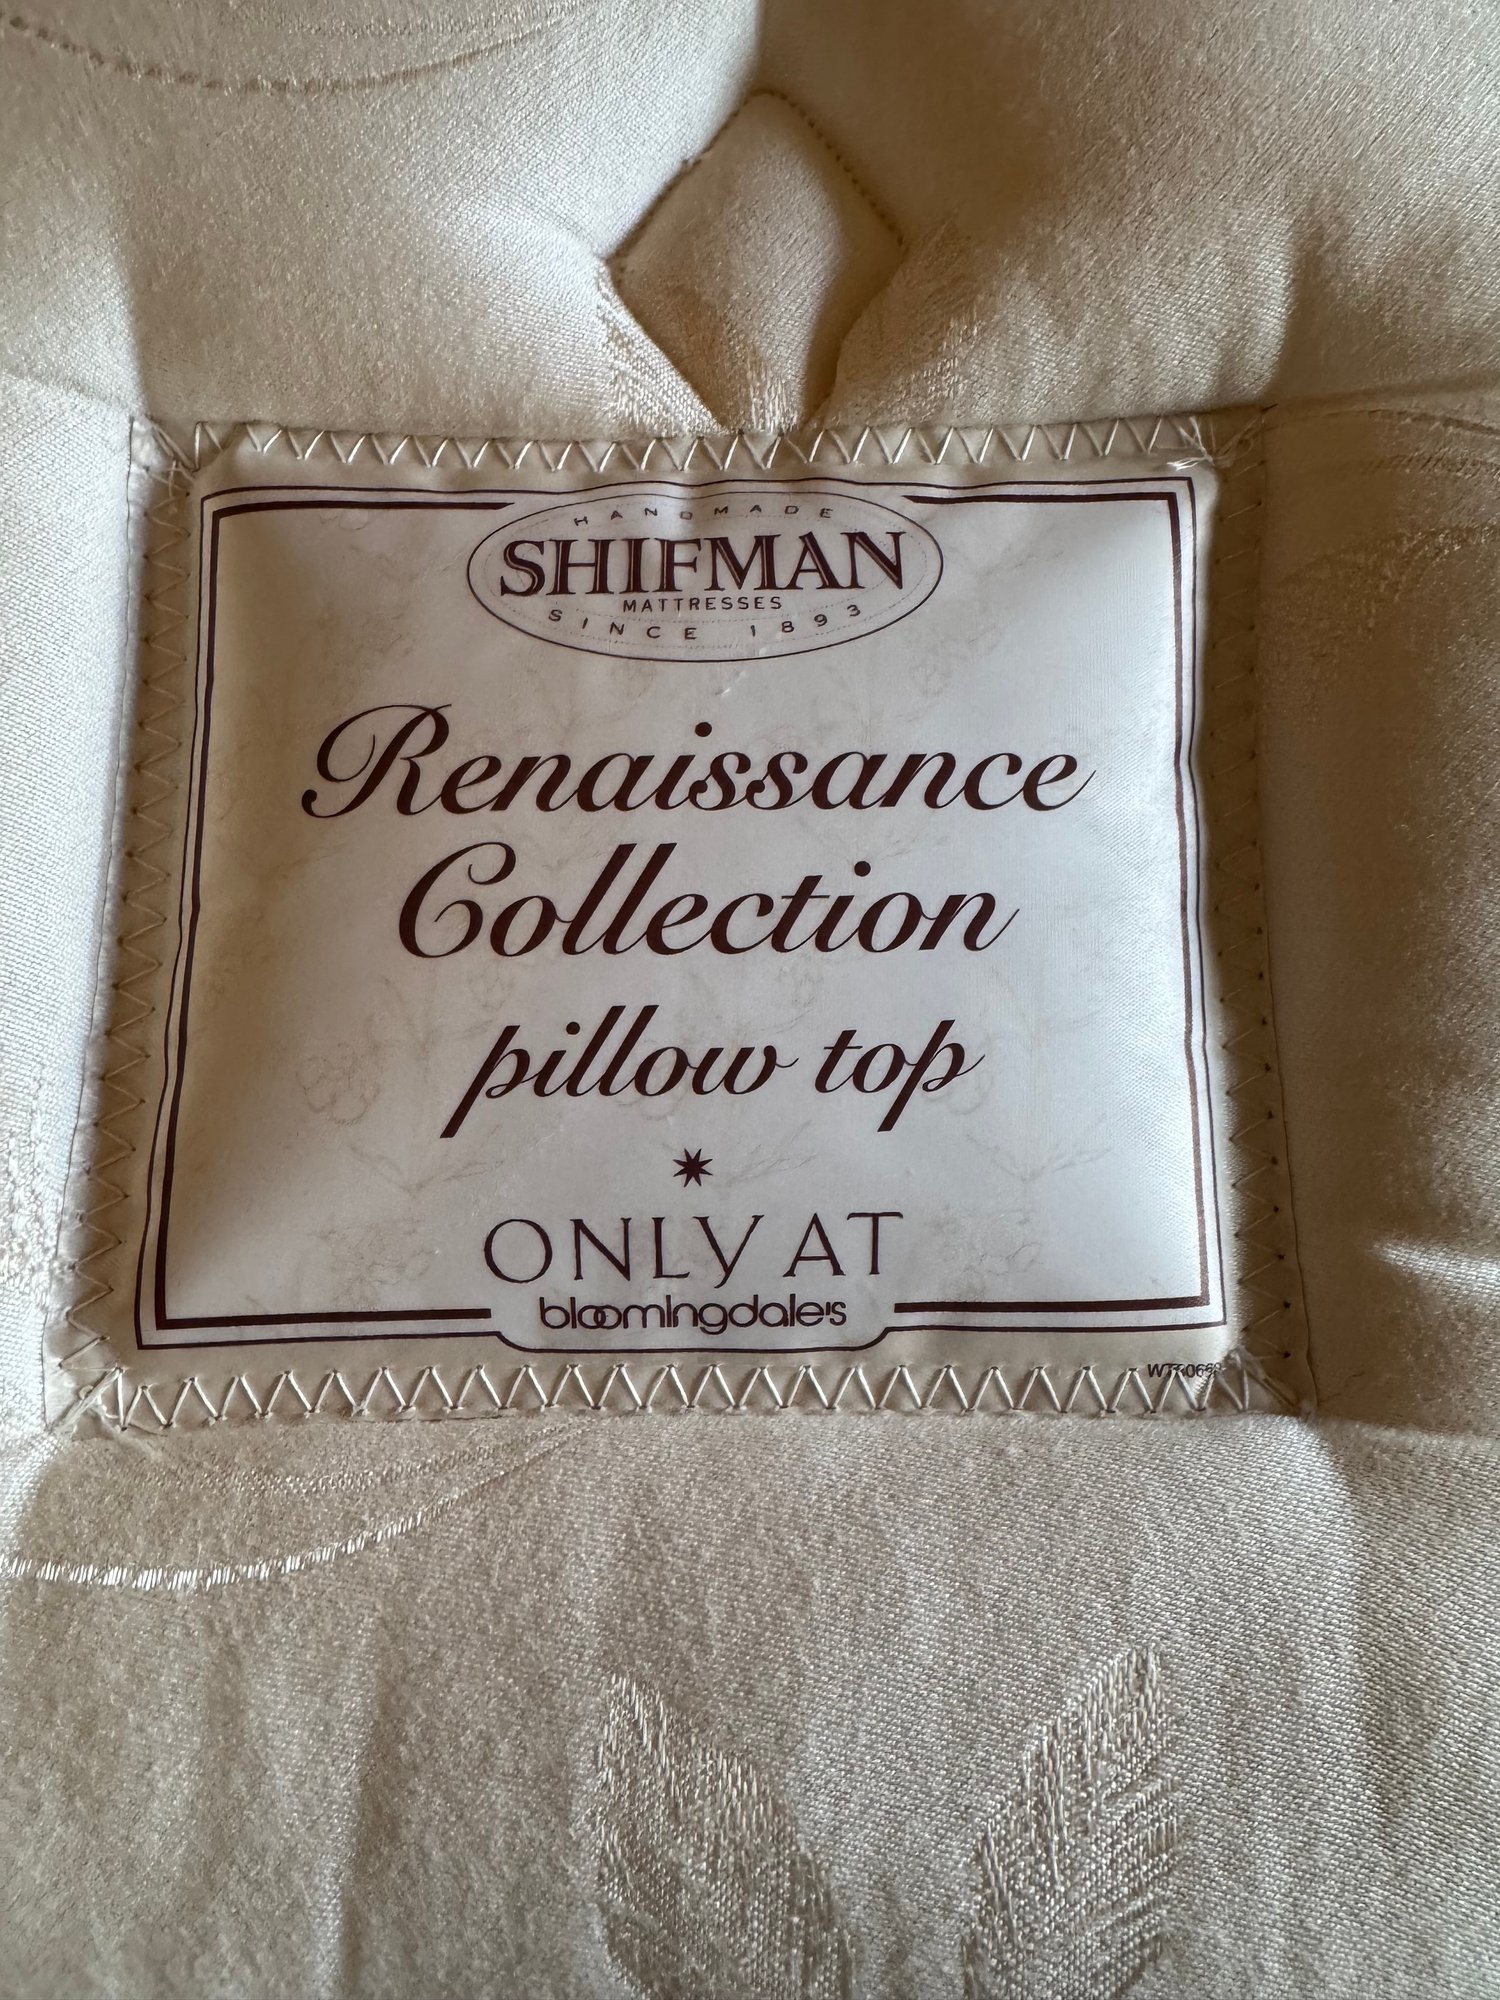 HANDMADE
SHIFMAN
MATTRESSES
SINCE 1893
Renaissance
Collection
pillow top
ONLY AT
bloomingdale's